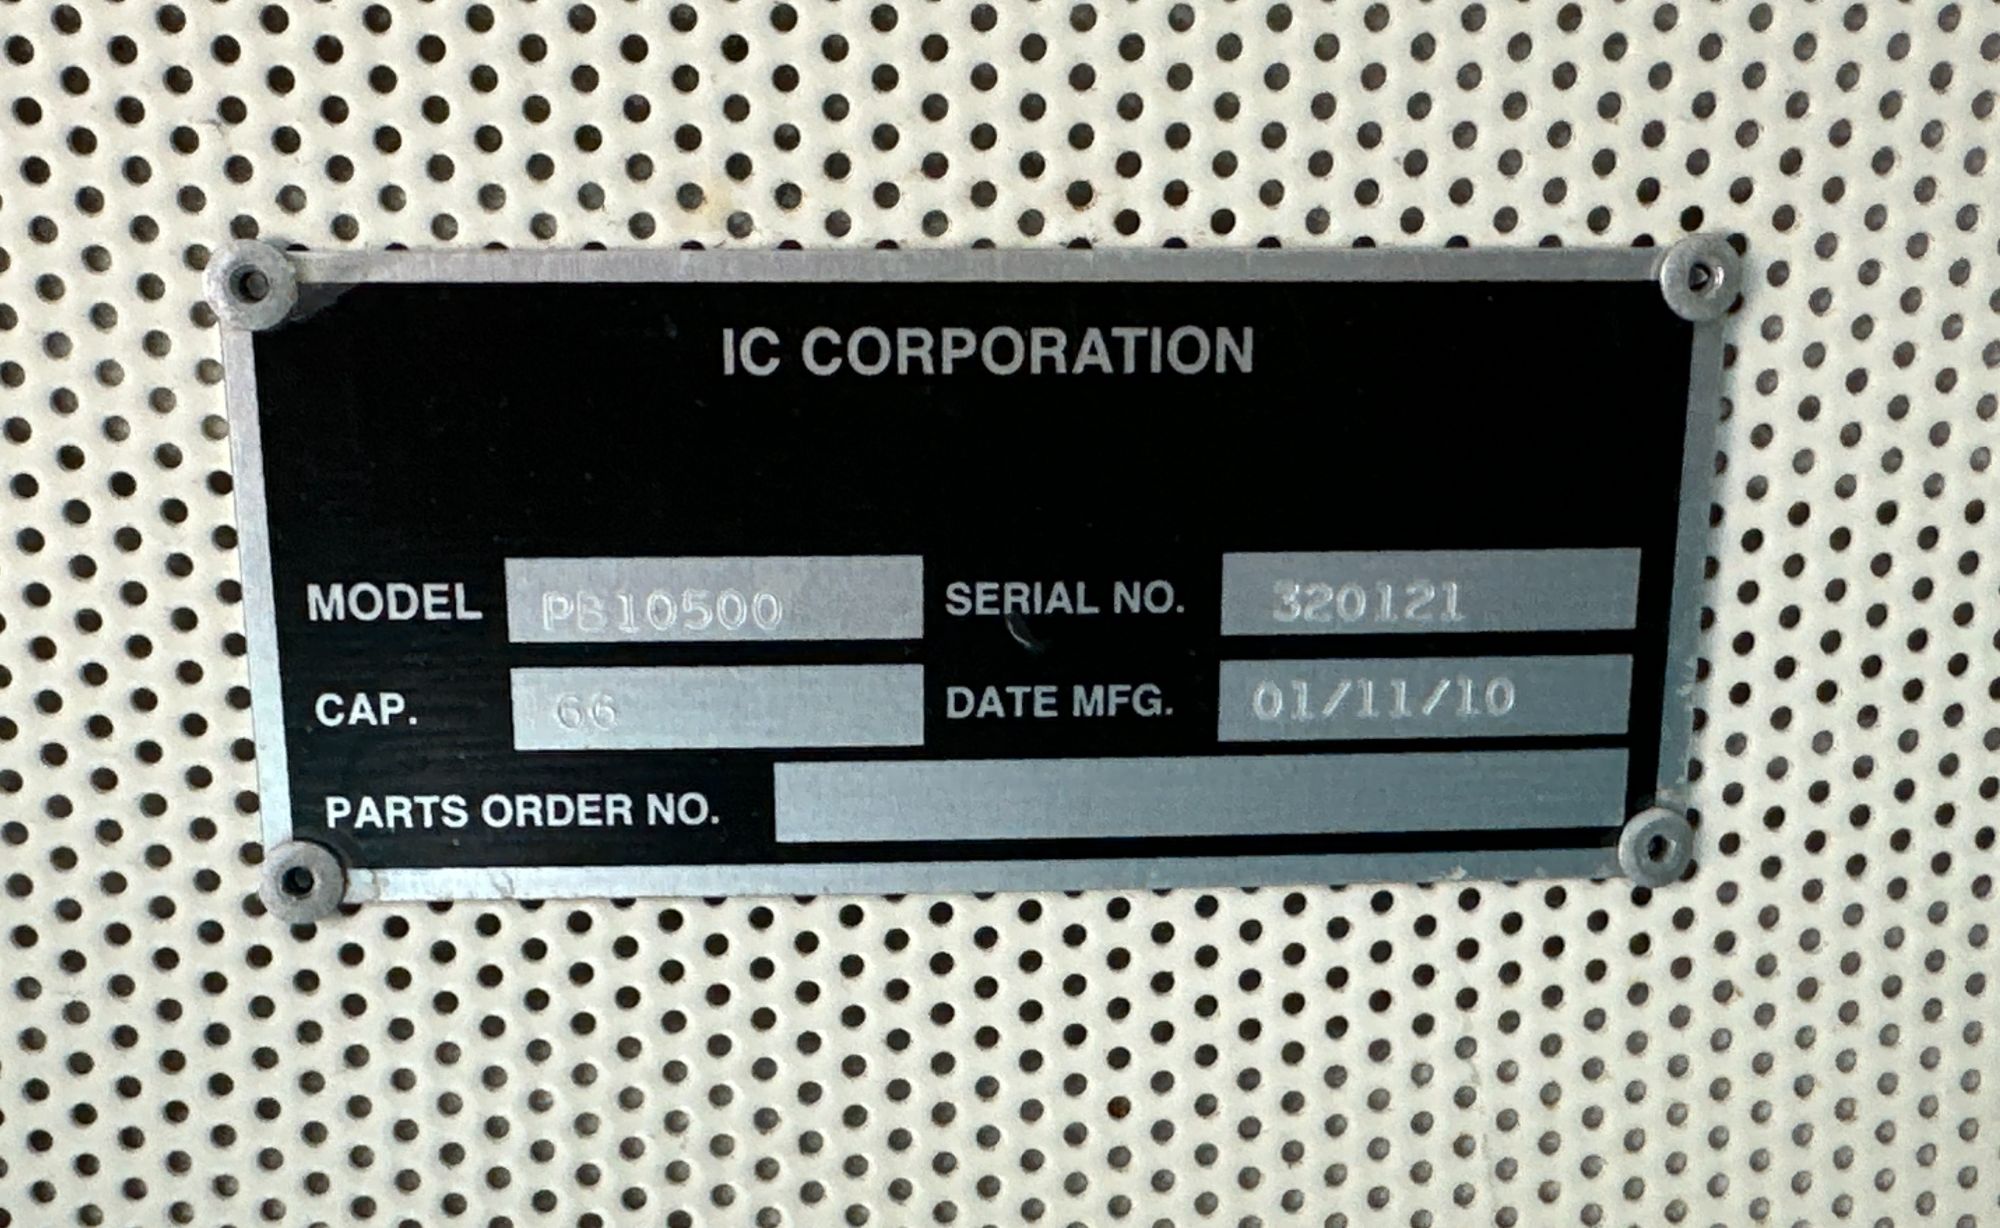 IC CORPORATION
MODEL PB10500 SERIAL NO. 320121
CAP. 66 DATE MFG. 01/11/10
PARTS ORDER NO.